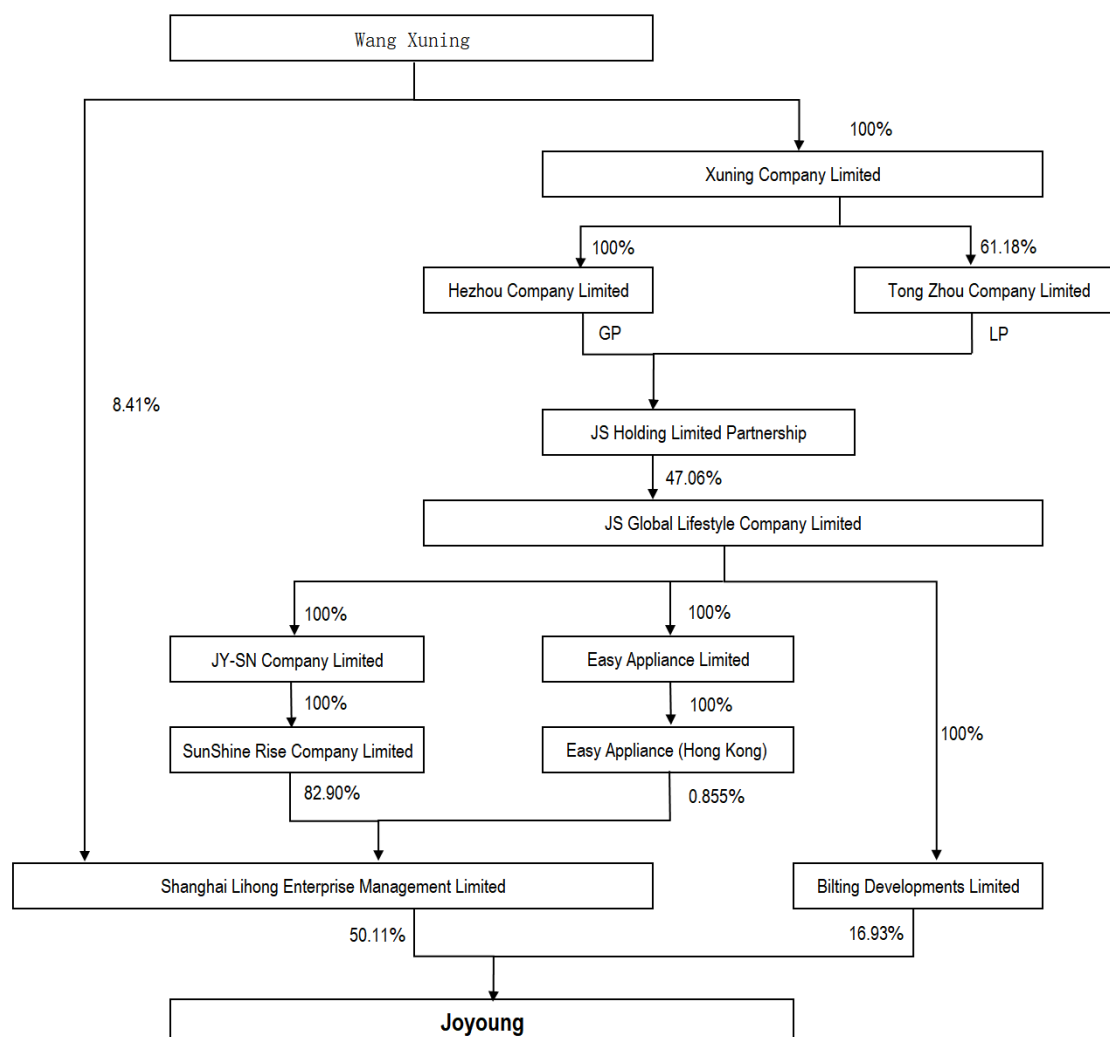 Wang Xuning
100%
Xuning Company Limited
100%
61.18%
Hezhou Company Limited
Tong Zhou Company Limited
GP
LP
8.41%
JS Holding Limited Partnership
47.06%
JS Global Lifestyle Company Limited
100%
100%
JY-SN Company Limited
Easy Appliance Limited
100%
100%
100%
SunShine Rise Company Limited
Easy Appliance (Hong Kong)
82.90%
0.855%
Shanghai Lihong Enterprise Management Limited
Bilting Developments Limited
50.11%
16.93%
Joyoung